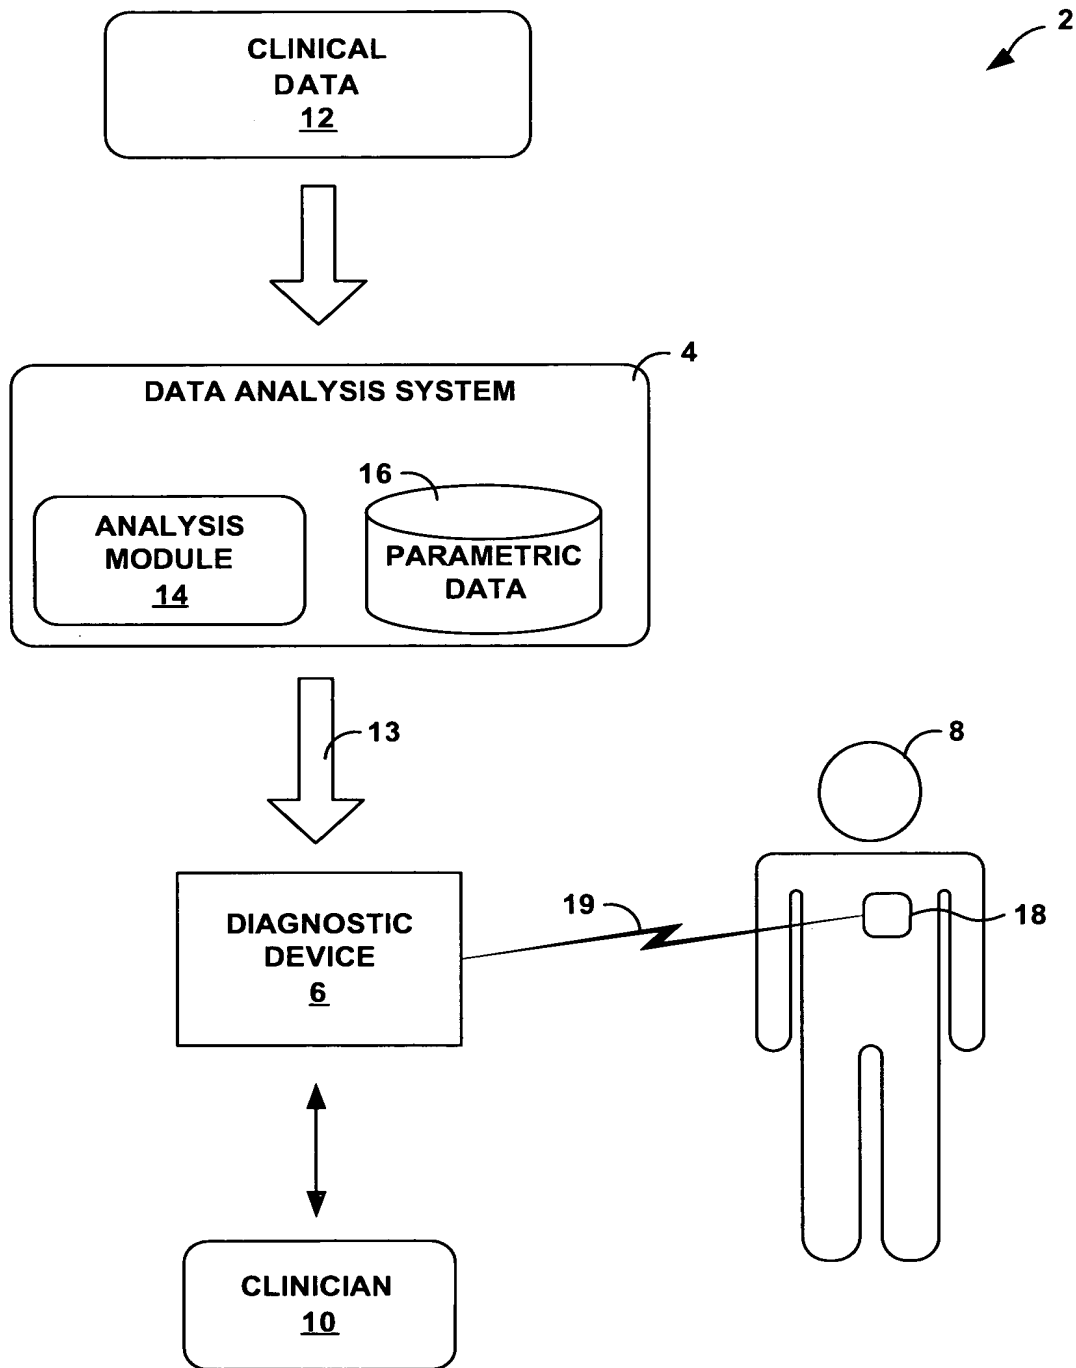 2
CLINICAL
DATA
12
4
DATA ANALYSIS SYSTEM
16
ANALYSIS
MODULE
14
PARAMETRIC
DATA
13
8
DIAGNOSTIC
DEVICE
6
19
18
CLINICIAN
10